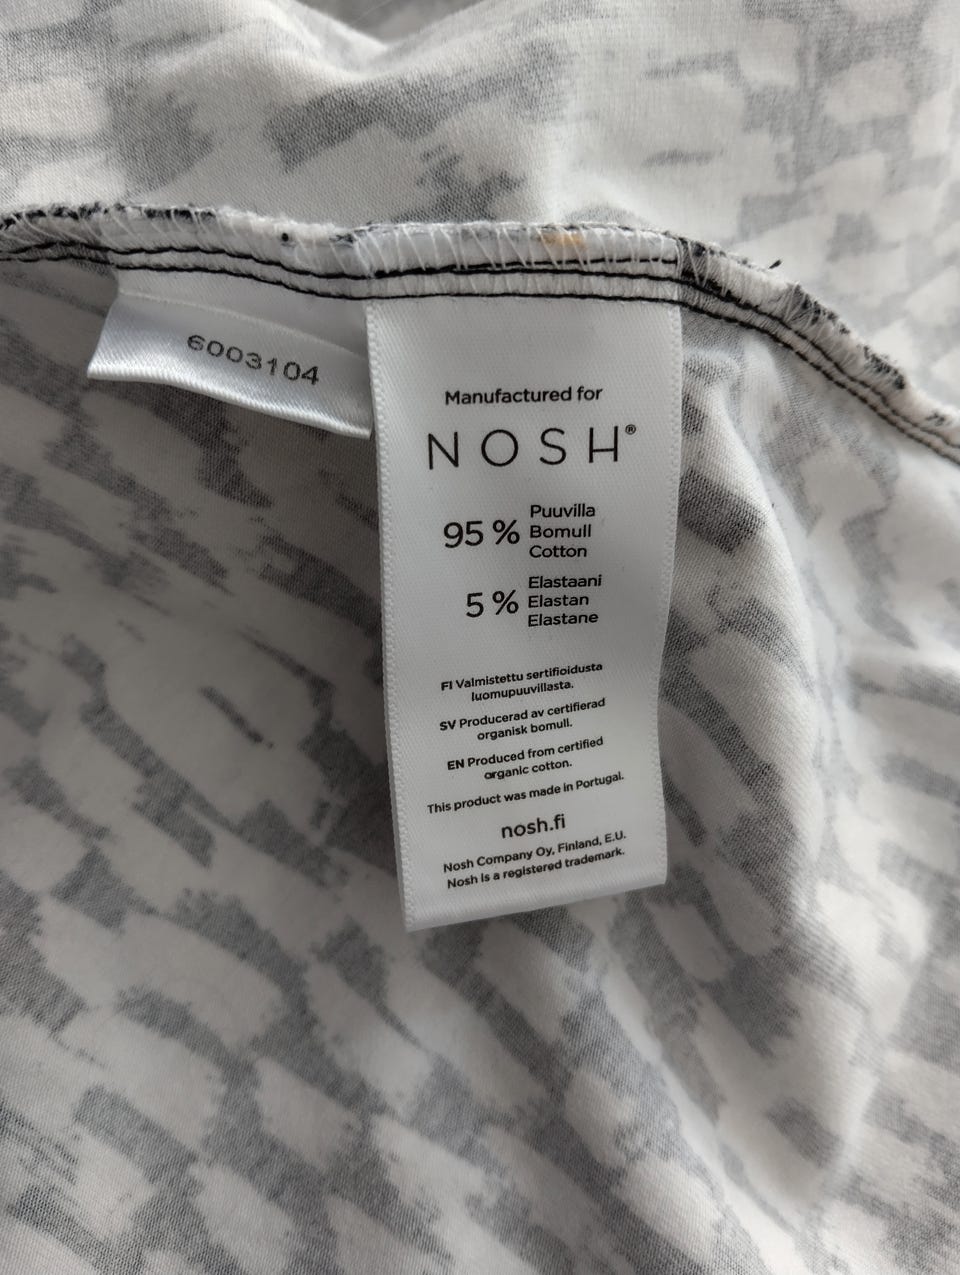 6003104
Manufactured for
NOSH®
95 % Puuvilla
Bomull
Cotton
5 % Elastaani
Elastan
Elastane
FI Valmistettu sertifioidusta
luomupuuvillasta.
SV Producerad av certifierad
organisk bomull.
EN Produced from certified
organic cotton.
This product was made in Portugal.
nosh.fi
Nosh Company Oy, Finland, E.U.
Nosh is a registered trademark.